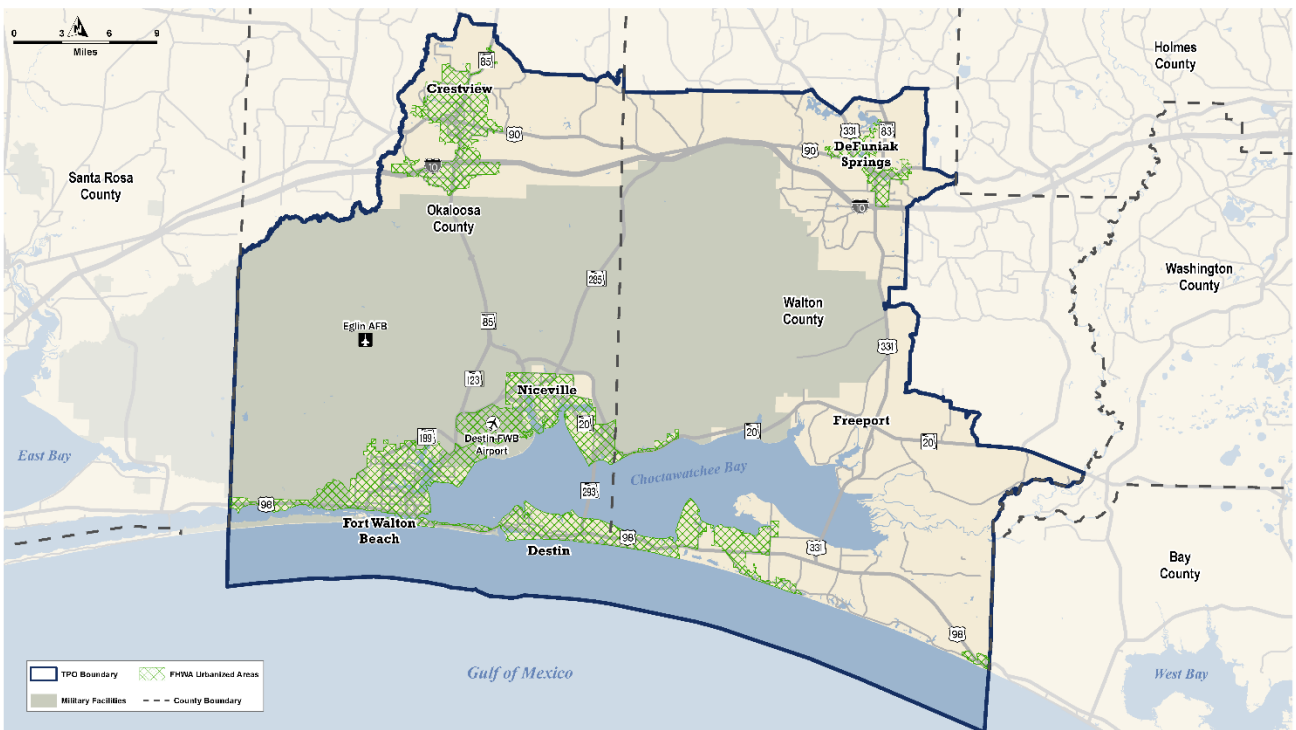 N
0 3 6 9
Miles
Holmes
County
85
Crestview
90
331
83
90
DeFuniak
Springs
10
Santa Rosa
County
10
Okaloosa
County
Washington
County
285
Walton
County
Eglin AFB
85
331
123
Niceville
Freeport
20
20
20
199
Destin-FWB
Airport
East Bay
Choctawatchee Bay
293
98
Fort Walton
Beach
98
Destin
331
Bay
County
98
Gulf of Mexico
West Bay
TPO Boundary
FHWA Urbanized Areas
Military Facilities
County Boundary